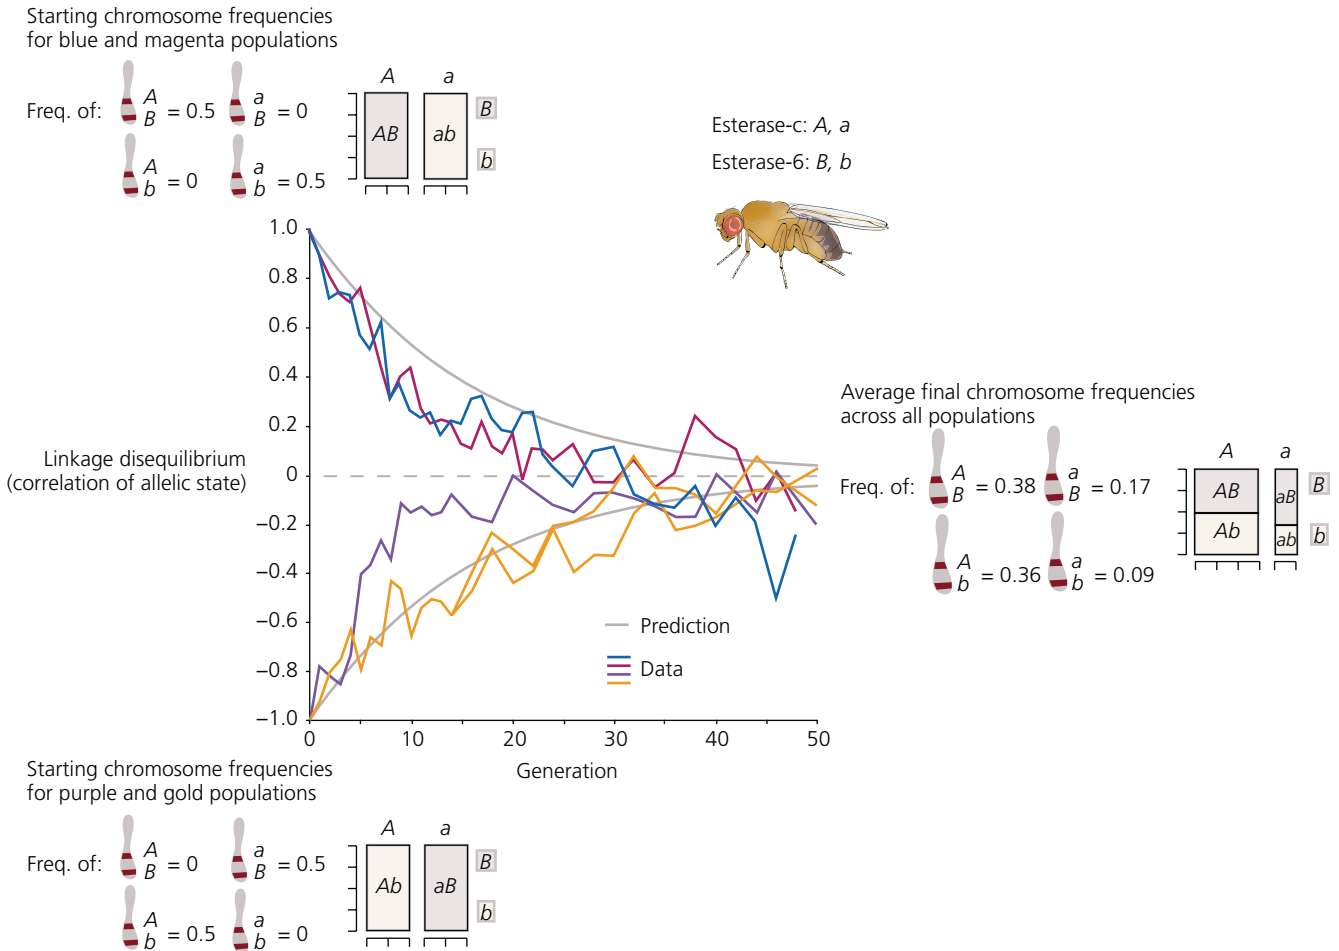 Starting chromosome frequencies
for blue and magenta populations
Freq. of:
A
B = 0.5
a
B = 0
A
b = 0
a
b = 0.5
A a
AB ab
B
b
Esterase-c: A, a
Esterase-6: B, b
1.0
0.8
0.6
0.4
0.2
0
−0.2
−0.4
−0.6
−0.8
−1.0
Linkage disequilibrium
(correlation of allelic state)
Prediction
Data
0 10 20 30 40 50
Generation
Average final chromosome frequencies
across all populations
Freq. of:
A
B = 0.38
a
B = 0.17
A
b = 0.36
a
b = 0.09
A a
AB aB B
Ab ab b
Starting chromosome frequencies
for purple and gold populations
Freq. of:
A
B = 0
a
B = 0.5
A
b = 0.5
a
b = 0
A a
Ab aB
B
b